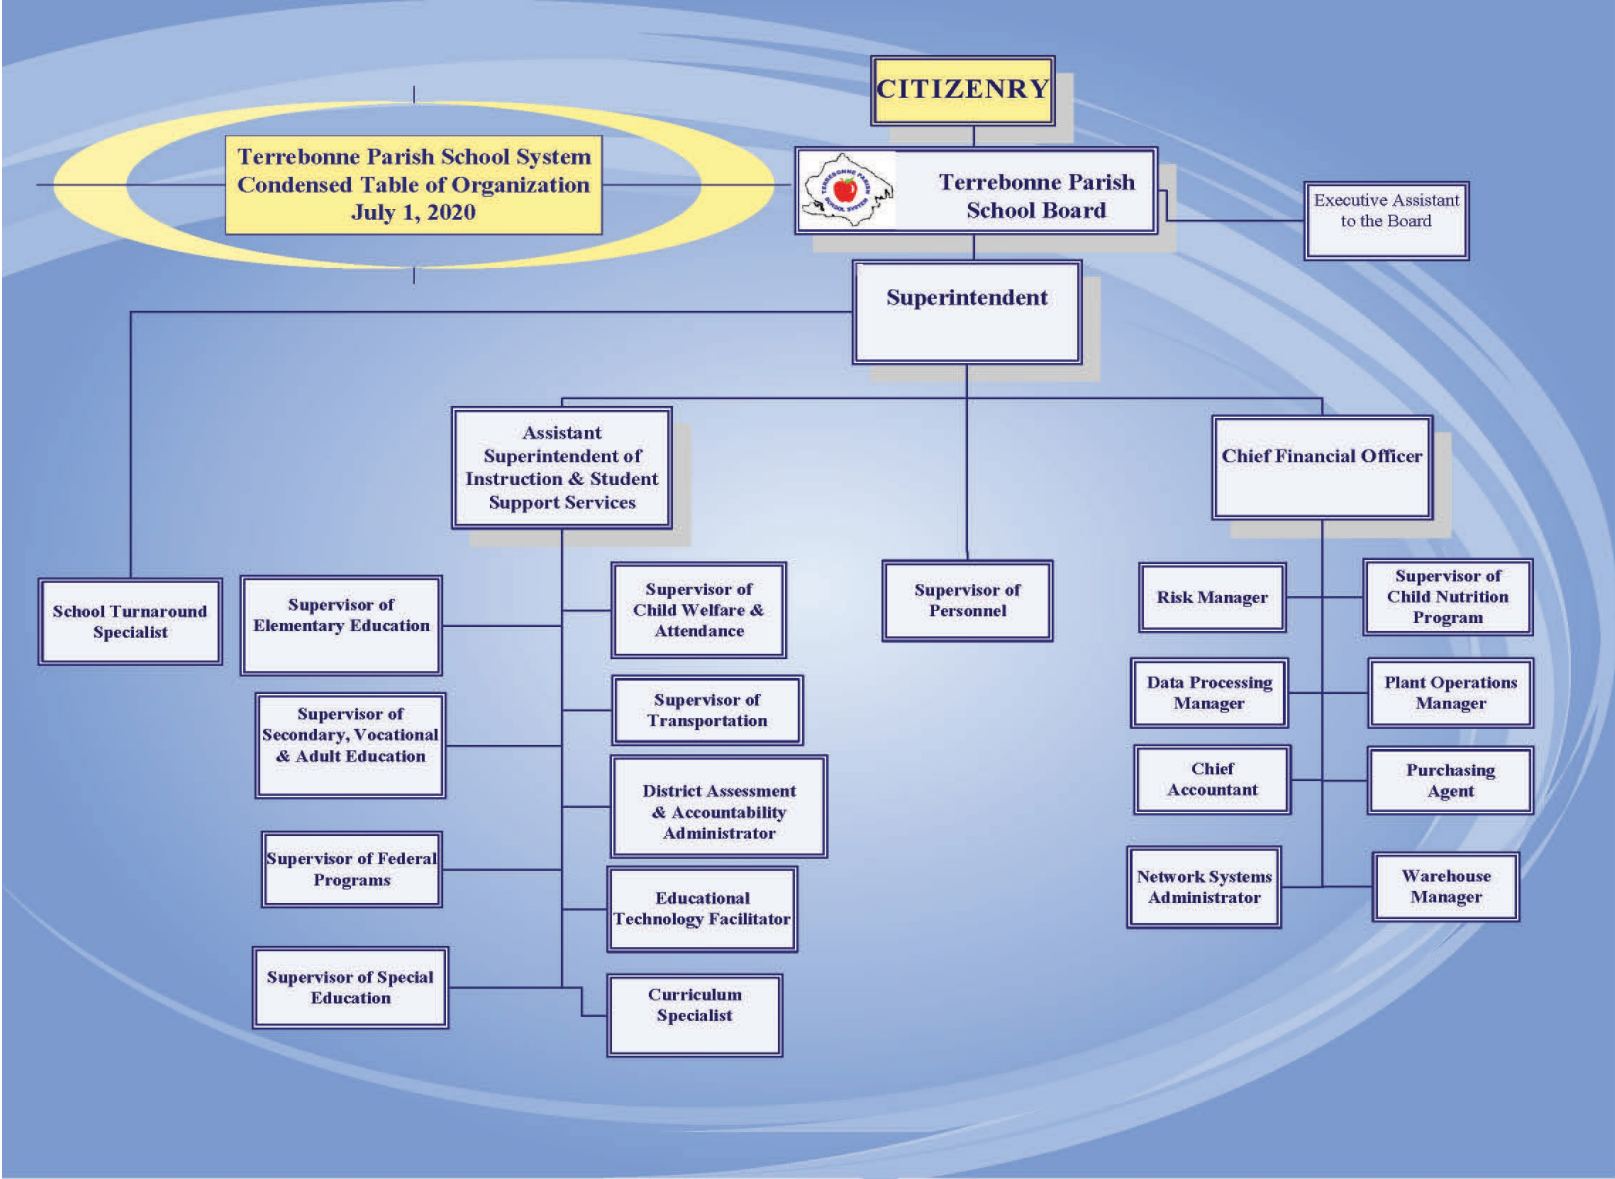 CITIZENRY
Terrebonne Parish School System
Condensed Table of Organization
July 1, 2020
TERREBONNE PARISH
SCHOOL SYSTEM
Terrebonne Parish
School Board
Executive Assistant
to the Board
Superintendent
Assistant
Superintendent of
Instruction & Student
Support Services
Chief Financial Officer
School Turnaround
Specialist
Supervisor of
Elementary Education
Supervisor of
Secondary, Vocational
& Adult Education
Supervisor of Federal
Programs
Supervisor of Special
Education
Supervisor of
Child Welfare &
Attendance
Supervisor of
Transportation
District Assessment
& Accountability
Administrator
Educational
Technology Facilitator
Curriculum
Specialist
Supervisor of
Personnel
Risk Manager
Data Processing
Manager
Chief
Accountant
Network Systems
Administrator
Supervisor of
Child Nutrition
Program
Plant Operations
Manager
Purchasing
Agent
Warehouse
Manager